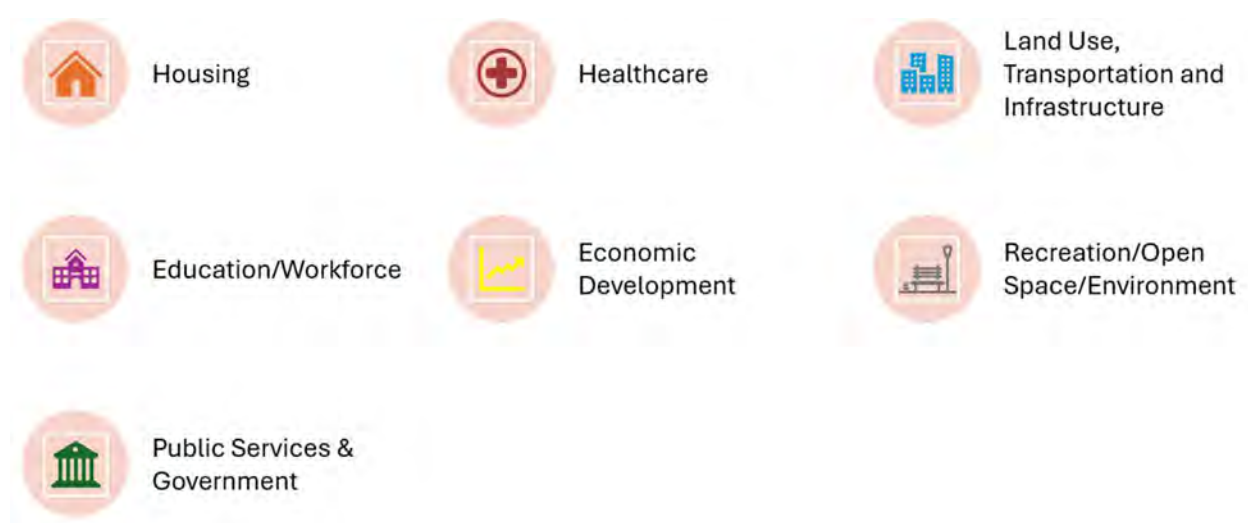 Housing
Healthcare
Land Use,
Transportation and
Infrastructure
Education/Workforce
Economic
Development
Recreation/Open
Space/Environment
Public Services &
Government